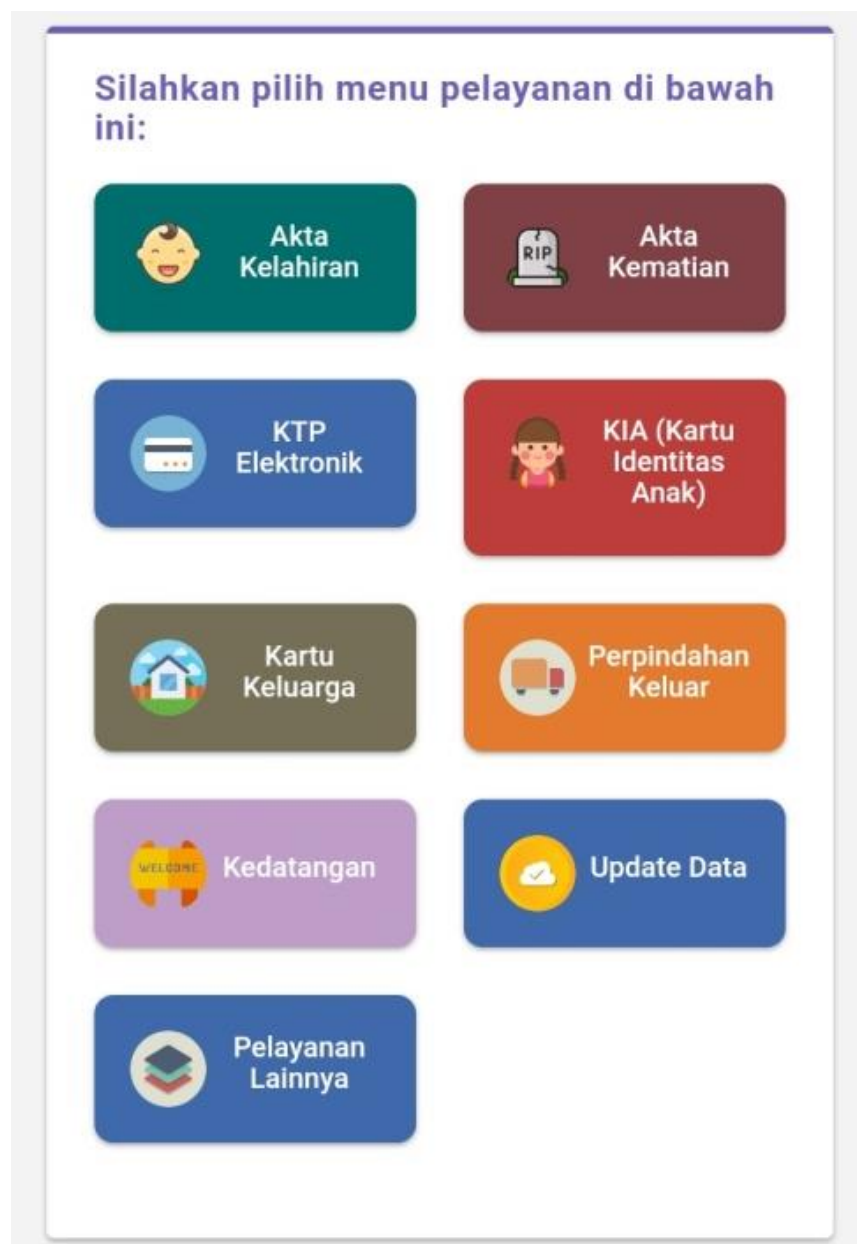 Silahkan pilih menu pelayanan di bawah
ini:
Akta
Kelahiran
RIP
Akta
Kematian
KTP
Elektronik
KIA (Kartu
Identitas
Anak)
Kartu
Keluarga
Perpindahan
Keluar
WELCOME
Kedatangan
Update Data
Pelayanan
Lainnya